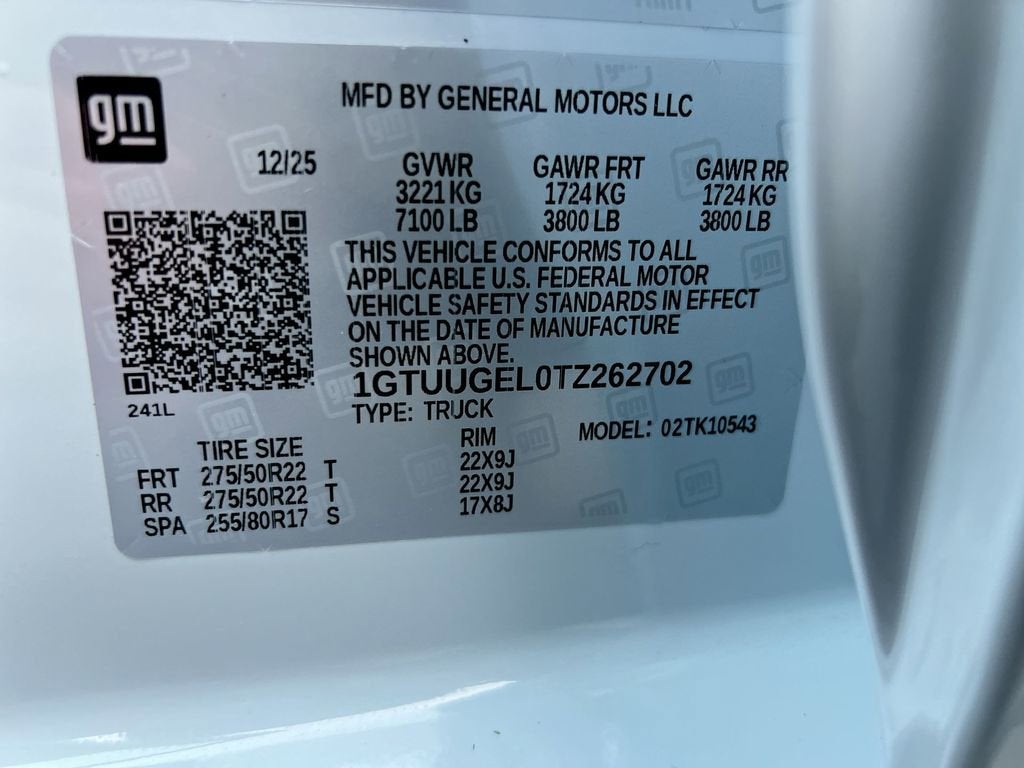 gm
MFD BY GENERAL MOTORS LLC
12/25 GVWR GAWR FRT GAWR RR
3221 KG 1724 KG 1724 KG
7100 LB 3800 LB 3800 LB
THIS VEHICLE CONFORMS TO ALL
APPLICABLE U.S. FEDERAL MOTOR
VEHICLE SAFETY STANDARDS IN EFFECT
ON THE DATE OF MANUFACTURE
SHOWN ABOVE.
1GTUUGEL0TZ262702
241L
TYPE: TRUCK
MODEL: 02TK10543
TIRE SIZE RIM
FRT 275/50R22 T 22X9J
RR 275/50R22 T 22X9J
SPA 255/80R17 S 17X8J